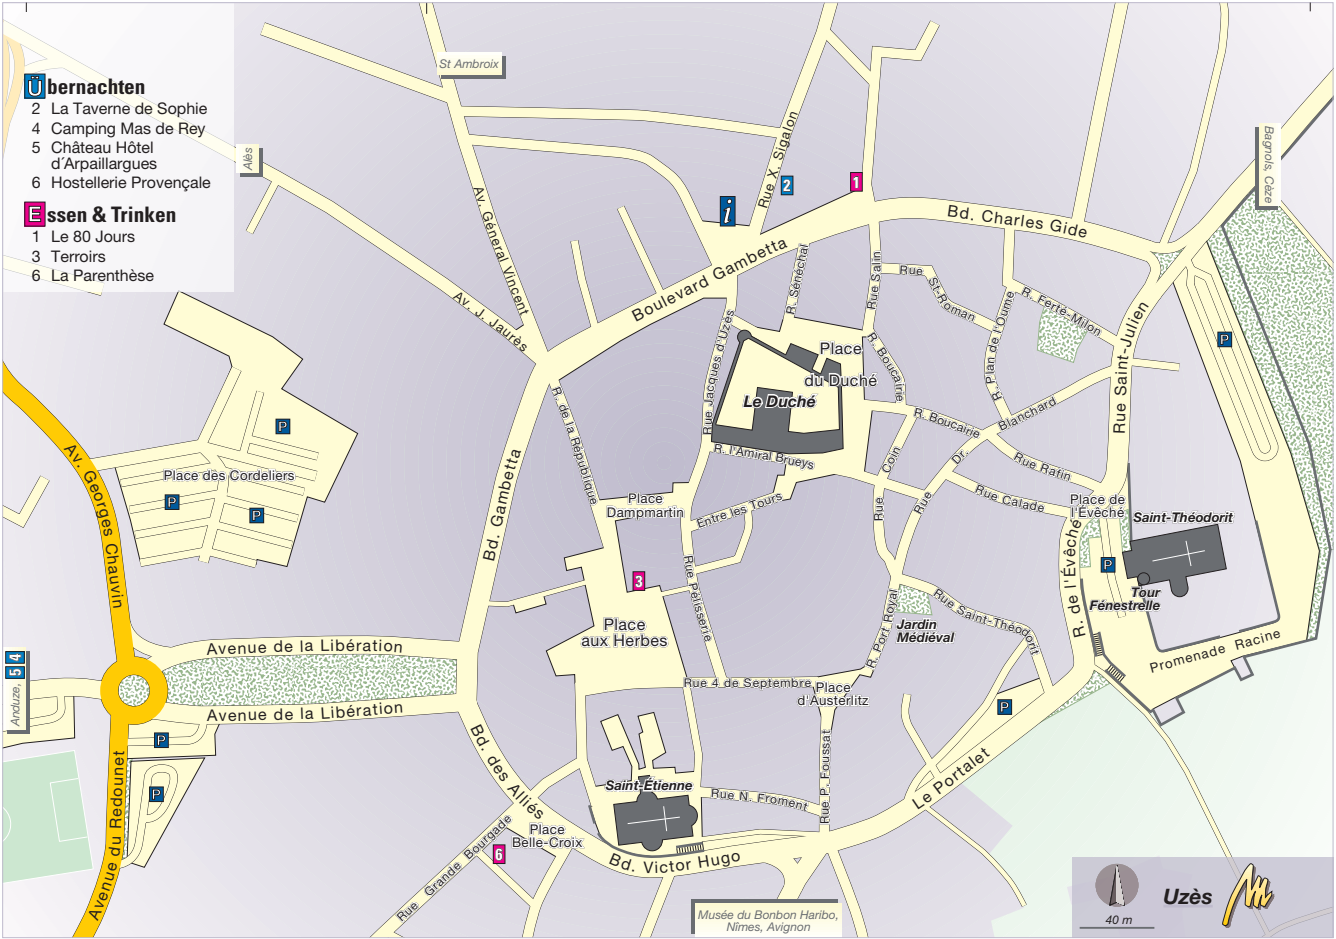 Übernachten
2 La Taverne de Sophie
4 Camping Mas de Rey
5 Château Hôtel
d´Arpaillargues
6 Hostellerie Provençale
Essen & Trinken
1 Le 80 Jours
3 Terroirs
6 La Parenthèse
St Ambroix
Alès
Bagnols, Cèze
Rue X. Sigalon
2
1
i
Av. Géneral Vincent
Av. J. Jaurès
Boulevard Gambetta
Bd. Charles Gide
R. Sénéchal
Rue Salin
Rue St-Roman
R. Plan de l'Oume
R. Ferté-Milon
Rue Saint-Julien
P
Rue Jacques d'Uzès
R. Boucairie
Place
du Duché
Le Duché
R. l'Amiral Brueys
R. Boucairie
Rue Dr. Blanchard
Rue Ratin
Rue Calade
Rue Coin
Place de
l'Évêché
Saint-Théodorit
R. de la République
Bd. Gambetta
Place
Dampmartin
Entre les Tours
P
Place des Cordeliers
P
P
Av. Georges Chauvin
3
Rue Pélisserie
Place
aux Herbes
R. Port Royal
Jardin
Médiéval
Rue Saint-Théodorit
R. de l'Évêché
P
Tour
Fénestrelle
Promenade Racine
Avenue de la Libération
Avenue de la Libération
5 4
Anduze,
P
P
Avenue du Redounet
Rue 4 de Septembre
Place
d'Austérlitz
P
Bd. des Alliés
Saint-Étienne
Rue N. Froment
Rue P. Foussat
Le Portalet
Place
Belle-Croix
6
Rue Grande Bourgade
Bd. Victor Hugo
Musée du Bonbon Haribo,
Nîmes, Avignon
40 m
Uzès